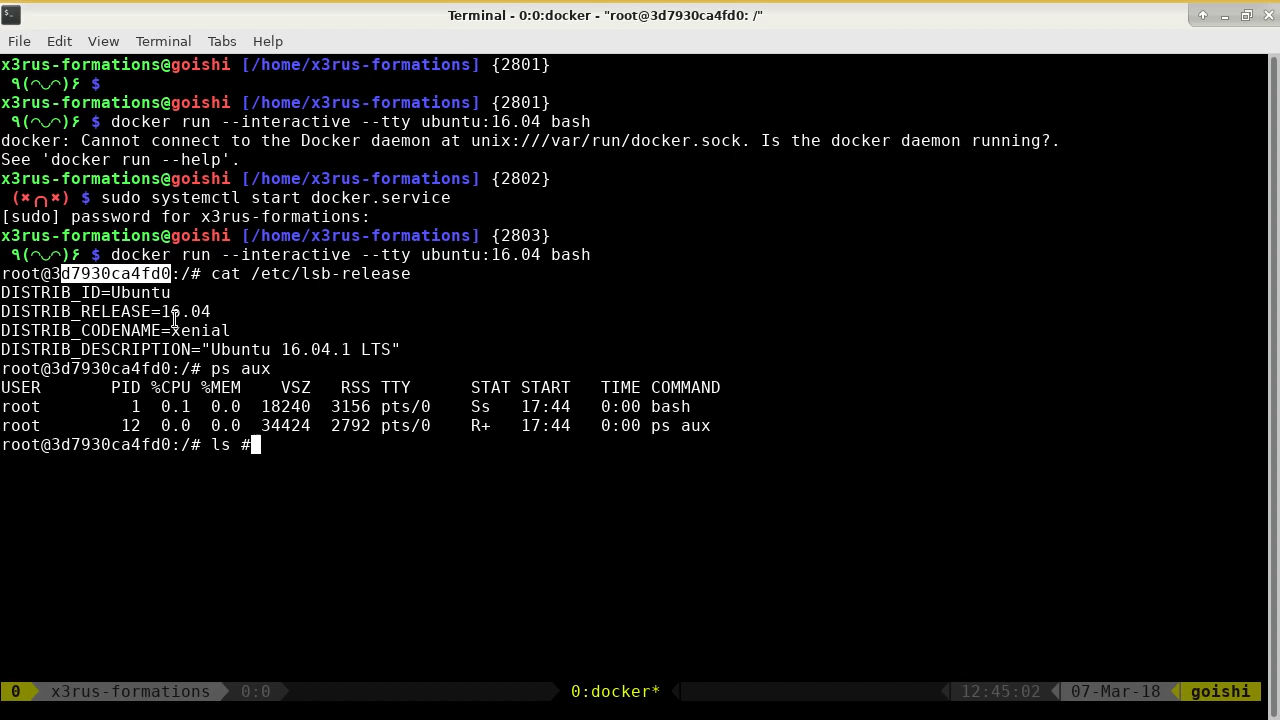 Terminal - 0:0:docker - "root@3d7930ca4fd0: /"
File Edit View Terminal Tabs Help
x3rus-formations@goishi [/home/x3rus-formations] {2801}
٩(◠◡◠)۶ $
x3rus-formations@goishi [/home/x3rus-formations] {2801}
٩(◠◡◠)۶ $ docker run --interactive --tty ubuntu:16.04 bash
docker: Cannot connect to the Docker daemon at unix:///var/run/docker.sock. Is the docker daemon running?.
See 'docker run --help'.
x3rus-formations@goishi [/home/x3rus-formations] {2802}
(✖╭╮✖) $ sudo systemctl start docker.service
[sudo] password for x3rus-formations:
x3rus-formations@goishi [/home/x3rus-formations] {2803}
٩(◠◡◠)۶ $ docker run --interactive --tty ubuntu:16.04 bash
root@3d7930ca4fd0:/# cat /etc/lsb-release
DISTRIB_ID=Ubuntu
DISTRIB_RELEASE=16.04
DISTRIB_CODENAME=xenial
DISTRIB_DESCRIPTION="Ubuntu 16.04.1 LTS"
root@3d7930ca4fd0:/# ps aux
USER PID %CPU %MEM VSZ RSS TTY STAT START TIME COMMAND
root 1 0.1 0.0 18240 3156 pts/0 Ss 17:44 0:00 bash
root 12 0.0 0.0 34424 2792 pts/0 R+ 17:44 0:00 ps aux
root@3d7930ca4fd0:/# ls #
0 x3rus-formations 0:0 0:docker* 12:45:02 07-Mar-18 goishi